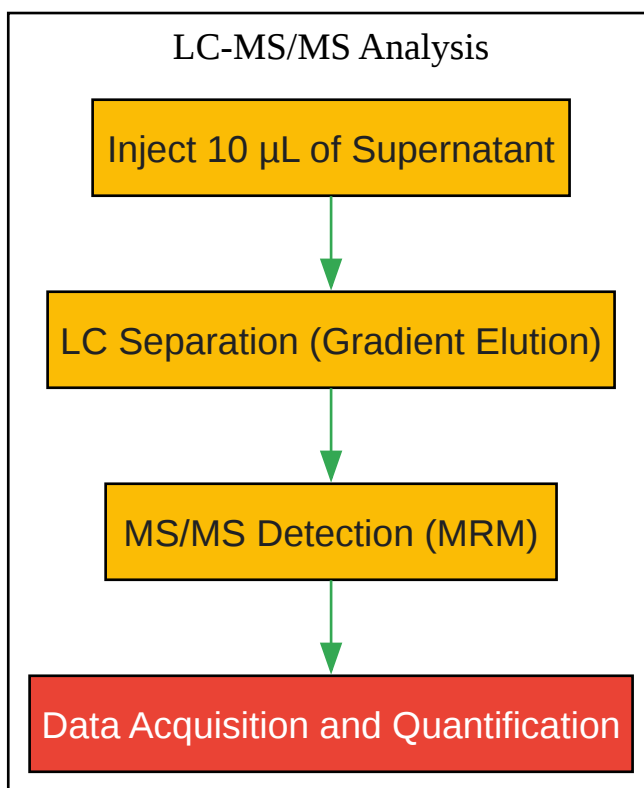 LC-MS/MS Analysis
Inject 10 µL of Supernatant
LC Separation (Gradient Elution)
MS/MS Detection (MRM)
Data Acquisition and Quantification